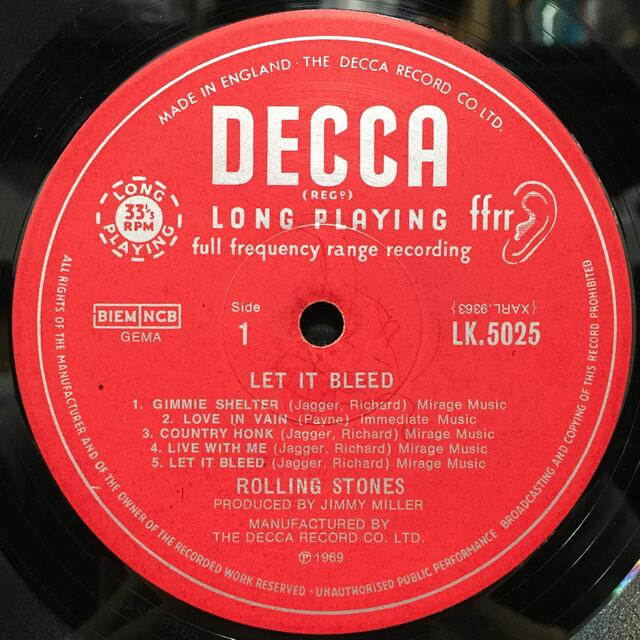 MADE IN ENGLAND · THE DECCA RECORD CO. LTD.
DECCA
(REGD)
LONG PLAYING
33⅓ RPM
LONG PLAYING ffrr
full frequency range recording
BIEM NCB
GEMA
Side
1
{XARL.9363}
LK.5025
LET IT BLEED
1. GIMMIE SHELTER (Jagger, Richard) Mirage Music
2. LOVE IN VAIN (Payne) Immediate Music
3. COUNTRY HONK (Jagger, Richard) Mirage Music
4. LIVE WITH ME (Jagger, Richard) Mirage Music
5. LET IT BLEED (Jagger, Richard) Mirage Music
ROLLING STONES
PRODUCED BY JIMMY MILLER
MANUFACTURED BY
THE DECCA RECORD CO. LTD.
℗ 1969
ALL RIGHTS OF THE MANUFACTURER AND OF THE OWNER OF THE RECORDED WORK RESERVED · UNAUTHORISED PUBLIC PERFORMANCE BROADCASTING AND COPYING OF THIS RECORD PROHIBITED